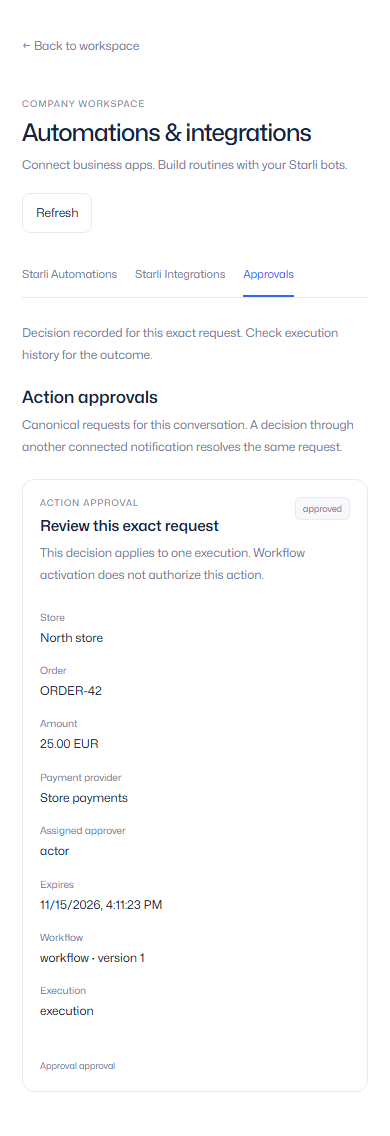 ← Back to workspace
COMPANY WORKSPACE
Automations & integrations
Connect business apps. Build routines with your Starli bots.
Refresh
Starli Automations Starli Integrations Approvals
Decision recorded for this exact request. Check execution
history for the outcome.
Action approvals
Canonical requests for this conversation. A decision through
another connected notification resolves the same request.
ACTION APPROVAL
approved
Review this exact request
This decision applies to one execution. Workflow
activation does not authorize this action.
Store
North store
Order
ORDER-42
Amount
25.00 EUR
Payment provider
Store payments
Assigned approver
actor
Expires
11/15/2026, 4:11:23 PM
Workflow
workflow · version 1
Execution
execution
Approval approval